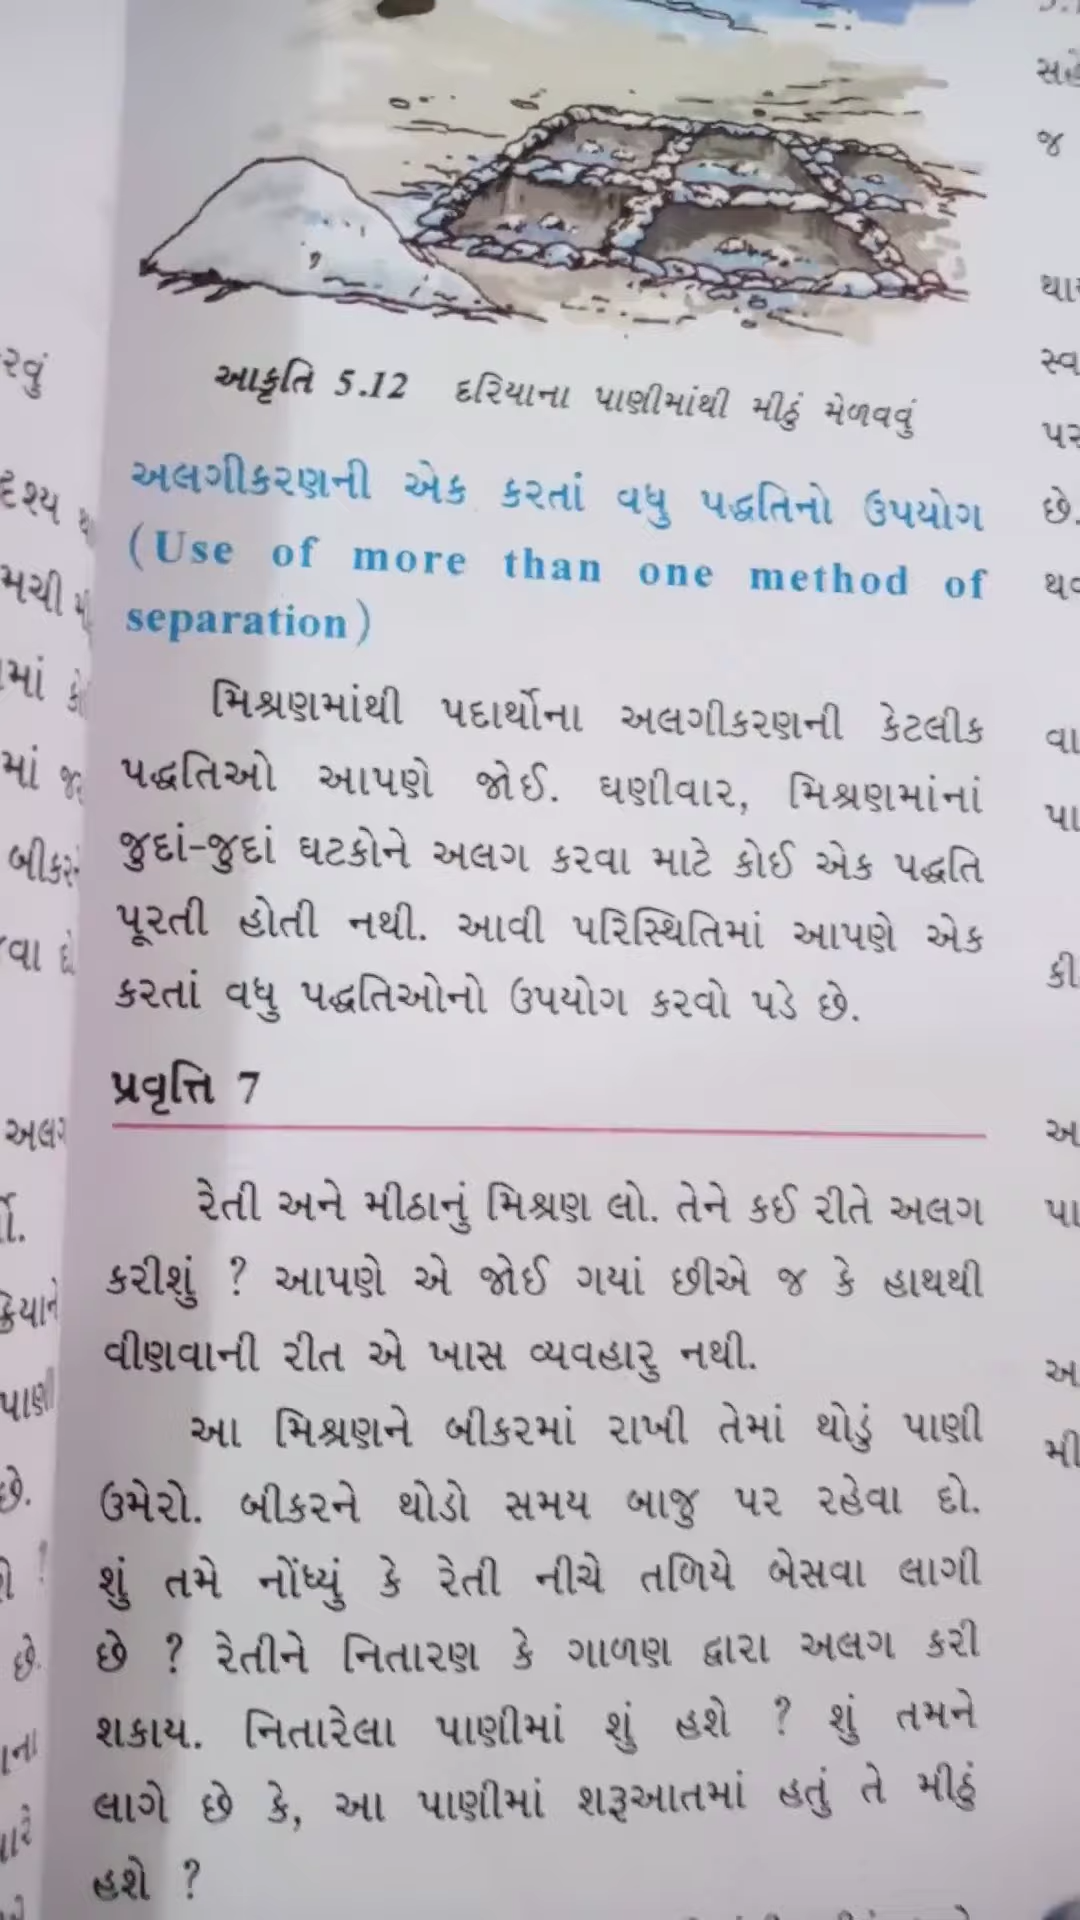 આકૃતિ 5.12 દરિયાના પાણીમાંથી મીઠું મેળવવું
અલગીકરણની એક કરતાં વધુ પદ્ધતિનો ઉપયોગ
(Use of more than one method of
separation)
મિશ્રણમાંથી પદાર્થોના અલગીકરણની કેટલીક
પદ્ધતિઓ આપણે જોઈ. ઘણીવાર, મિશ્રણમાંનાં
જુદાં-જુદાં ઘટકોને અલગ કરવા માટે કોઈ એક પદ્ધતિ
પૂરતી હોતી નથી. આવી પરિસ્થિતિમાં આપણે એક
કરતાં વધુ પદ્ધતિઓનો ઉપયોગ કરવો પડે છે.
પ્રવૃત્તિ 7
રેતી અને મીઠાનું મિશ્રણ લો. તેને કઈ રીતે અલગ
કરીશું ? આપણે એ જોઈ ગયાં છીએ જ કે હાથથી
વીણવાની રીત એ ખાસ વ્યવહારુ નથી.
આ મિશ્રણને બીકરમાં રાખી તેમાં થોડું પાણી
ઉમેરો. બીકરને થોડો સમય બાજુ પર રહેવા દો.
શું તમે નોંધ્યું કે રેતી નીચે તળિયે બેસવા લાગી
છે ? રેતીને નિતારણ કે ગાળણ દ્વારા અલગ કરી
શકાય. નિતારેલા પાણીમાં શું હશે ? શું તમને
લાગે છે કે, આ પાણીમાં શરૂઆતમાં હતું તે મીઠું
હશે ?